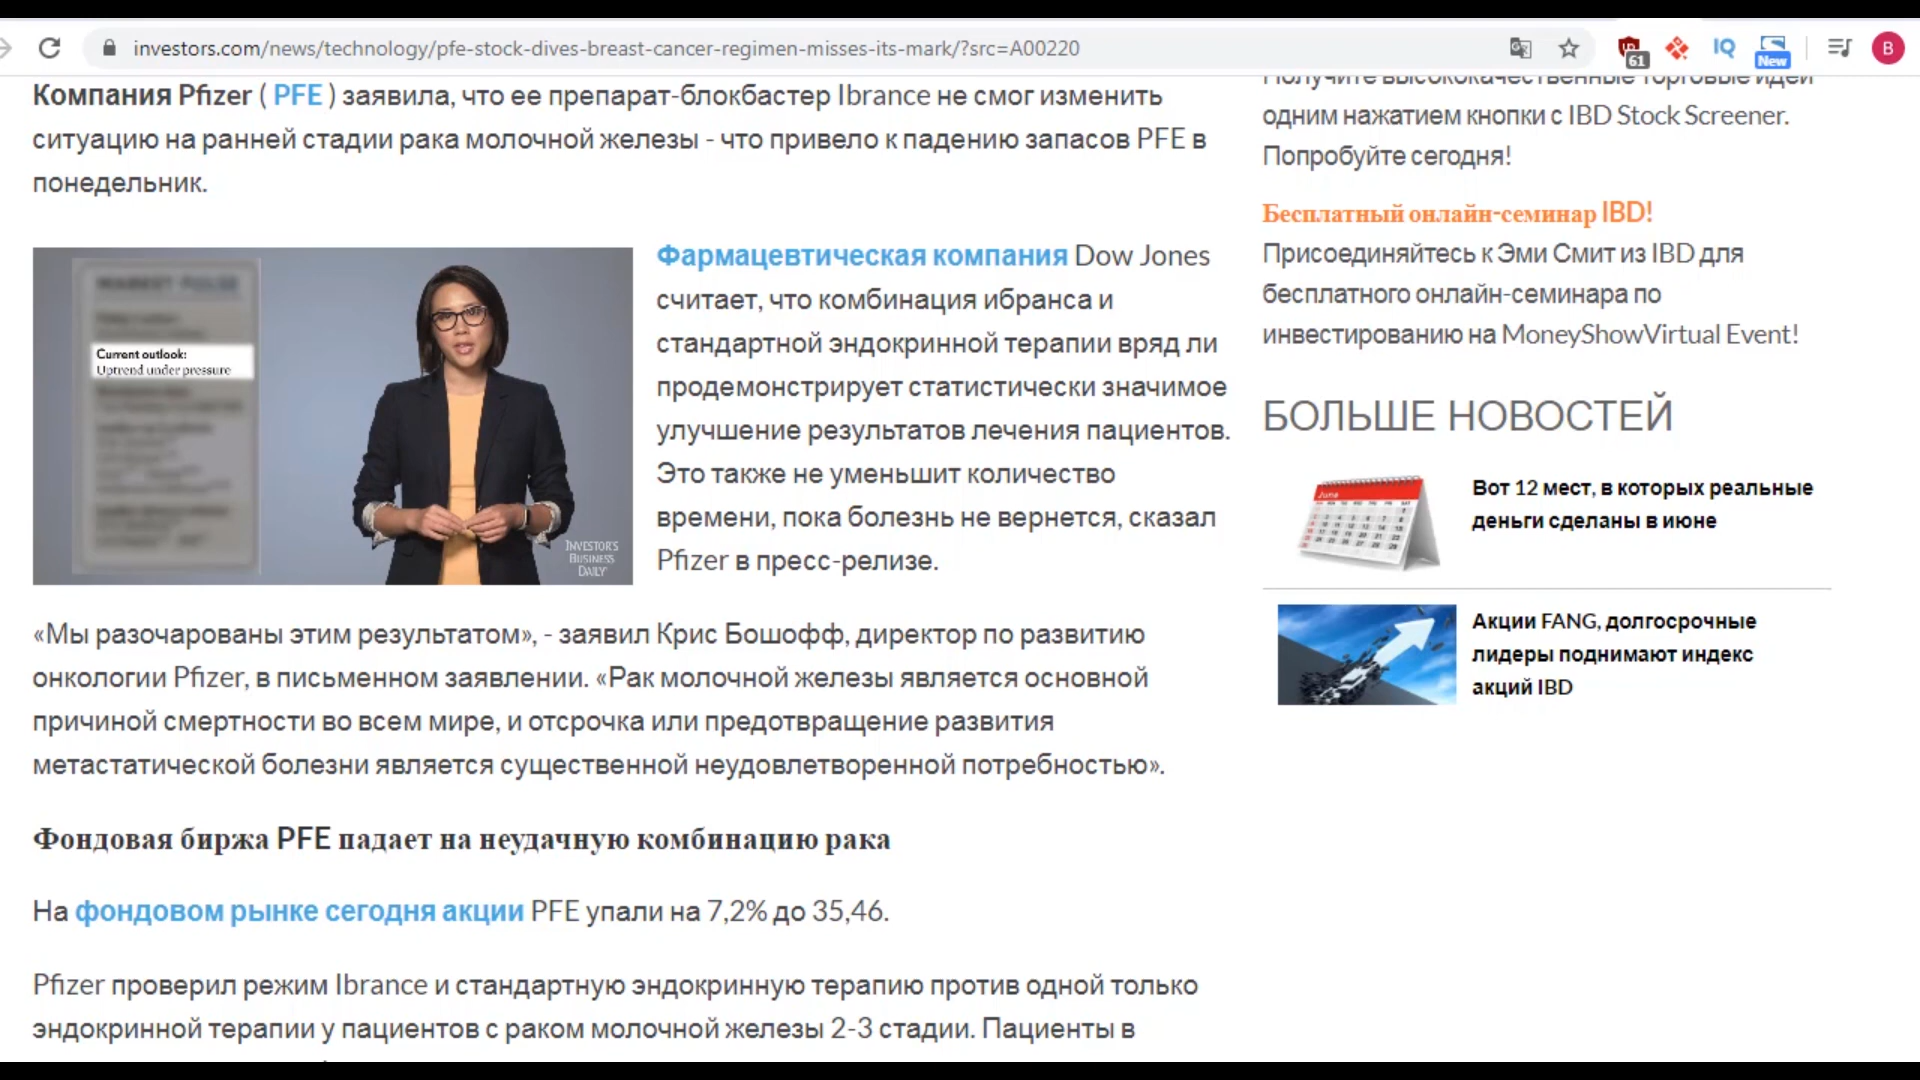 investors.com/news/technology/pfe-stock-dives-breast-cancer-regimen-misses-its-mark/?src=A00220
61
IQ
New
B
Компания Pfizer ( PFE ) заявила, что ее препарат-блокбастер Ibrance не смог изменить
ситуацию на ранней стадии рака молочной железы - что привело к падению запасов PFE в
понедельник.
Current outlook:
Uptrend under pressure
INVESTOR'S
BUSINESS
DAILY
Фармацевтическая компания Dow Jones
считает, что комбинация ибранса и
стандартной эндокринной терапии вряд ли
продемонстрирует статистически значимое
улучшение результатов лечения пациентов.
Это также не уменьшит количество
времени, пока болезнь не вернется, сказал
Pfizer в пресс-релизе.
«Мы разочарованы этим результатом», - заявил Крис Бошофф, директор по развитию
онкологии Pfizer, в письменном заявлении. «Рак молочной железы является основной
причиной смертности во всем мире, и отсрочка или предотвращение развития
метастатической болезни является существенной неудовлетворенной потребностью».
Фондовая биржа PFE падает на неудачную комбинацию рака
На фондовом рынке сегодня акции PFE упали на 7,2% до 35,46.
Pfizer проверил режим Ibrance и стандартную эндокринную терапию против одной только
эндокринной терапии у пациентов с раком молочной железы 2-3 стадии. Пациенты в
Получите высококачественные торговые идеи
одним нажатием кнопки с IBD Stock Screener.
Попробуйте сегодня!
Бесплатный онлайн-семинар IBD!
Присоединяйтесь к Эми Смит из IBD для
бесплатного онлайн-семинара по
инвестированию на MoneyShowVirtual Event!
БОЛЬШЕ НОВОСТЕЙ
June
Вот 12 мест, в которых реальные
деньги сделаны в июне
Акции FANG, долгосрочные
лидеры поднимают индекс
акций IBD